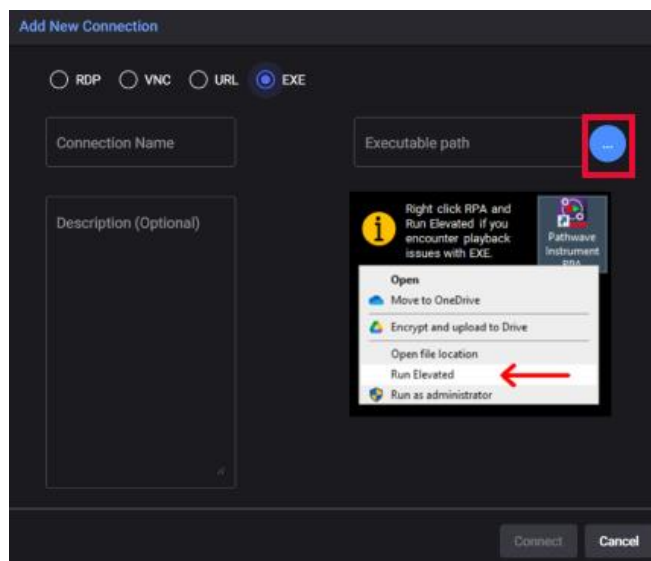 Add New Connection
RDP VNC URL EXE
Connection Name
Executable path
...
Description (Optional)
Right click RPA and
Run Elevated if you
encounter playback
issues with EXE.
Pathwave
Instrument
RPA
Open
Move to OneDrive
Encrypt and upload to Drive
Open file location
Run Elevated
Run as administrator
Connect Cancel